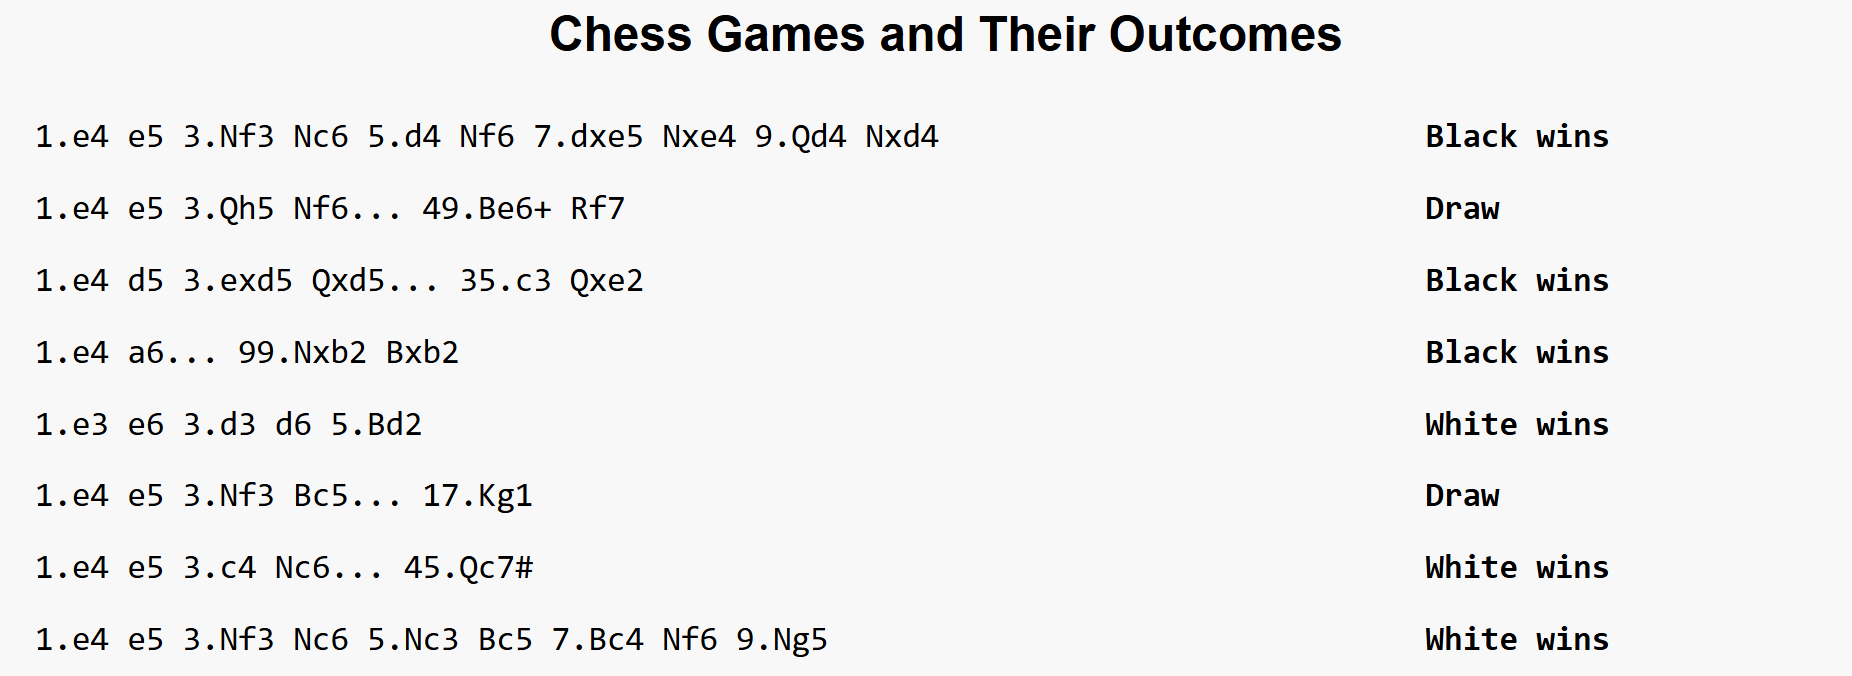 Chess Games and Their Outcomes
1.e4 e5 3.Nf3 Nc6 5.d4 Nf6 7.dxe5 Nxe4 9.Qd4 Nxd4 Black wins
1.e4 e5 3.Qh5 Nf6... 49.Be6+ Rf7 Draw
1.e4 d5 3.exd5 Qxd5... 35.c3 Qxe2 Black wins
1.e4 a6... 99.Nxb2 Bxb2 Black wins
1.e3 e6 3.d3 d6 5.Bd2 White wins
1.e4 e5 3.Nf3 Bc5... 17.Kg1 Draw
1.e4 e5 3.c4 Nc6... 45.Qc7# White wins
1.e4 e5 3.Nf3 Nc6 5.Nc3 Bc5 7.Bc4 Nf6 9.Ng5 White wins